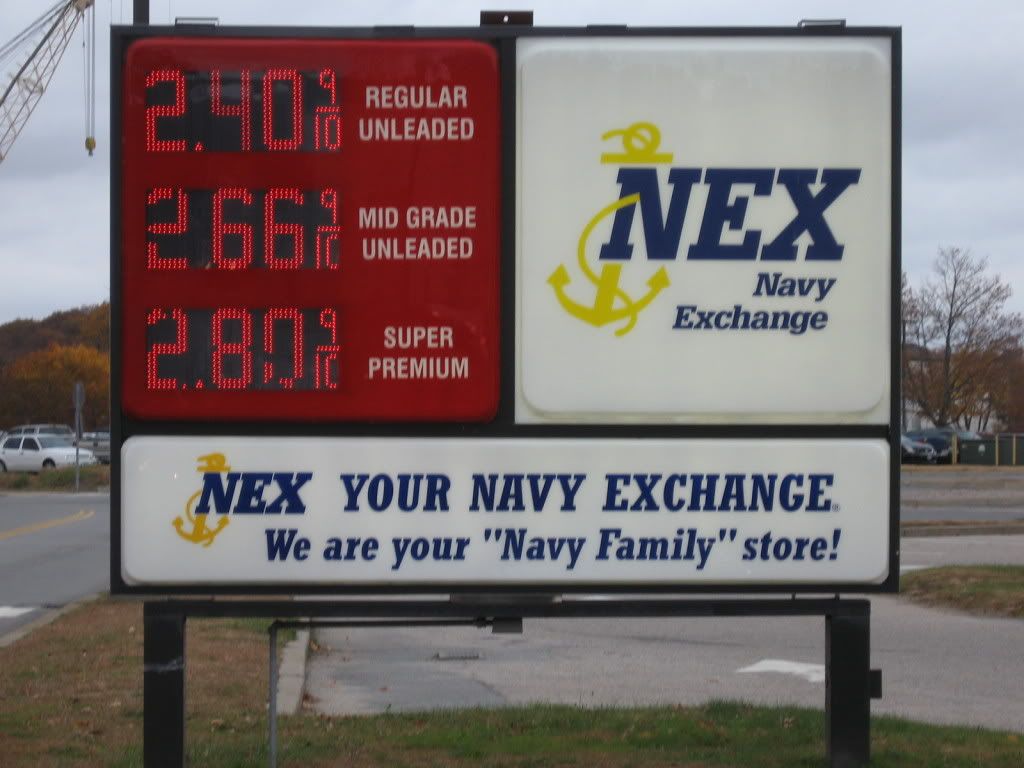 2.40 9/10
REGULAR
UNLEADED
2.66 9/10
MID GRADE
UNLEADED
2.80 9/10
SUPER
PREMIUM
NEX
Navy
Exchange
NEX YOUR NAVY EXCHANGE®
We are your "Navy Family" store!